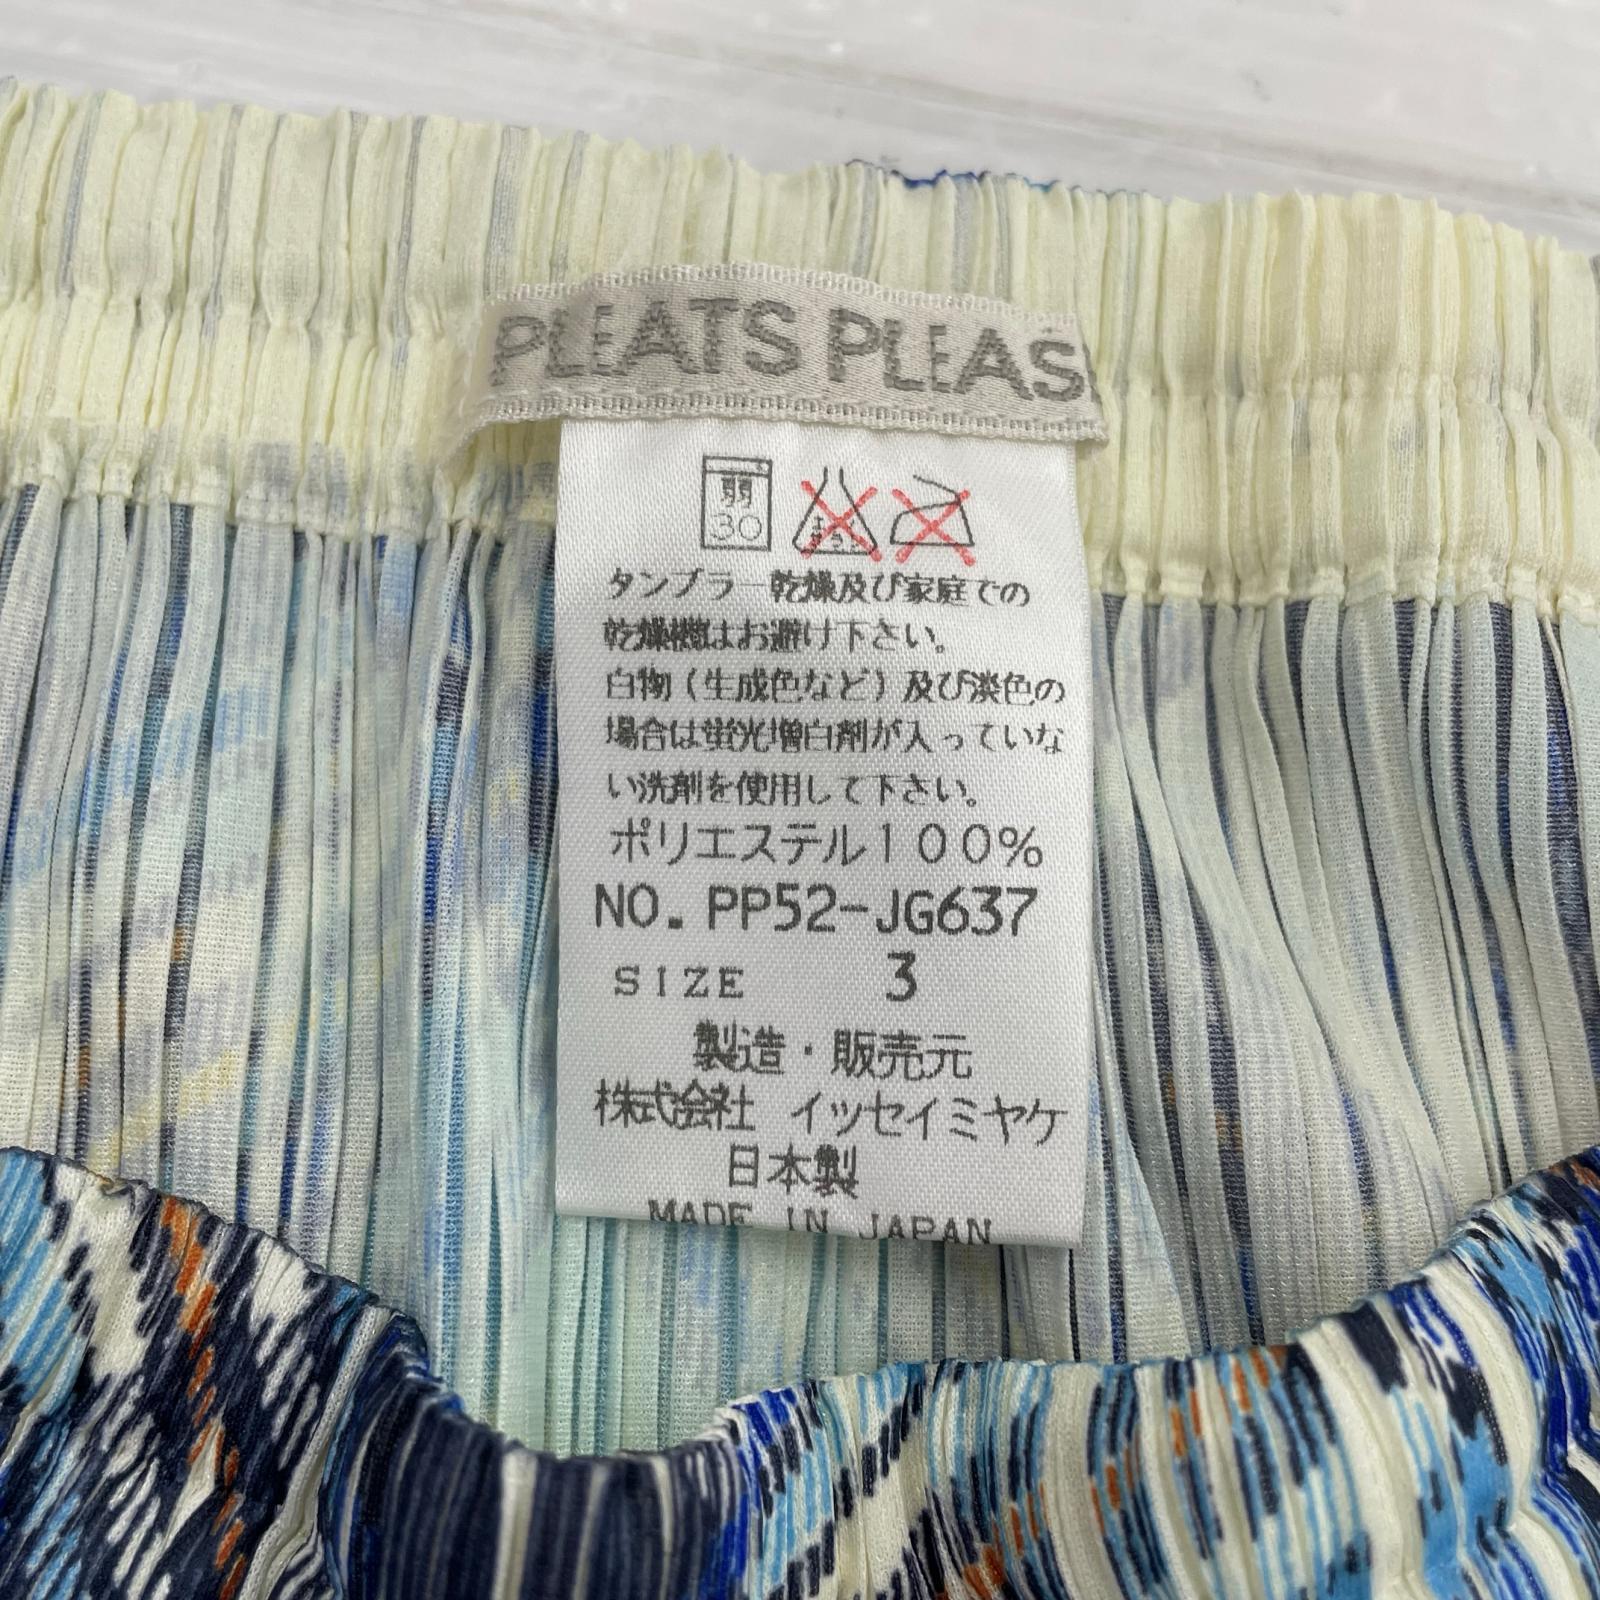 PLEATS PLEAS
弱
30
タンブラー乾燥及び家庭での
乾燥機はお避け下さい。
白物(生成色など)及び淡色の
場合は蛍光増白剤が入っていな
い洗剤を使用して下さい。
ポリエステル100%
NO. PP52-JG637
SIZE 3
製造・販売元
株式会社 イッセイミヤケ
日本製
MADE IN JAPAN